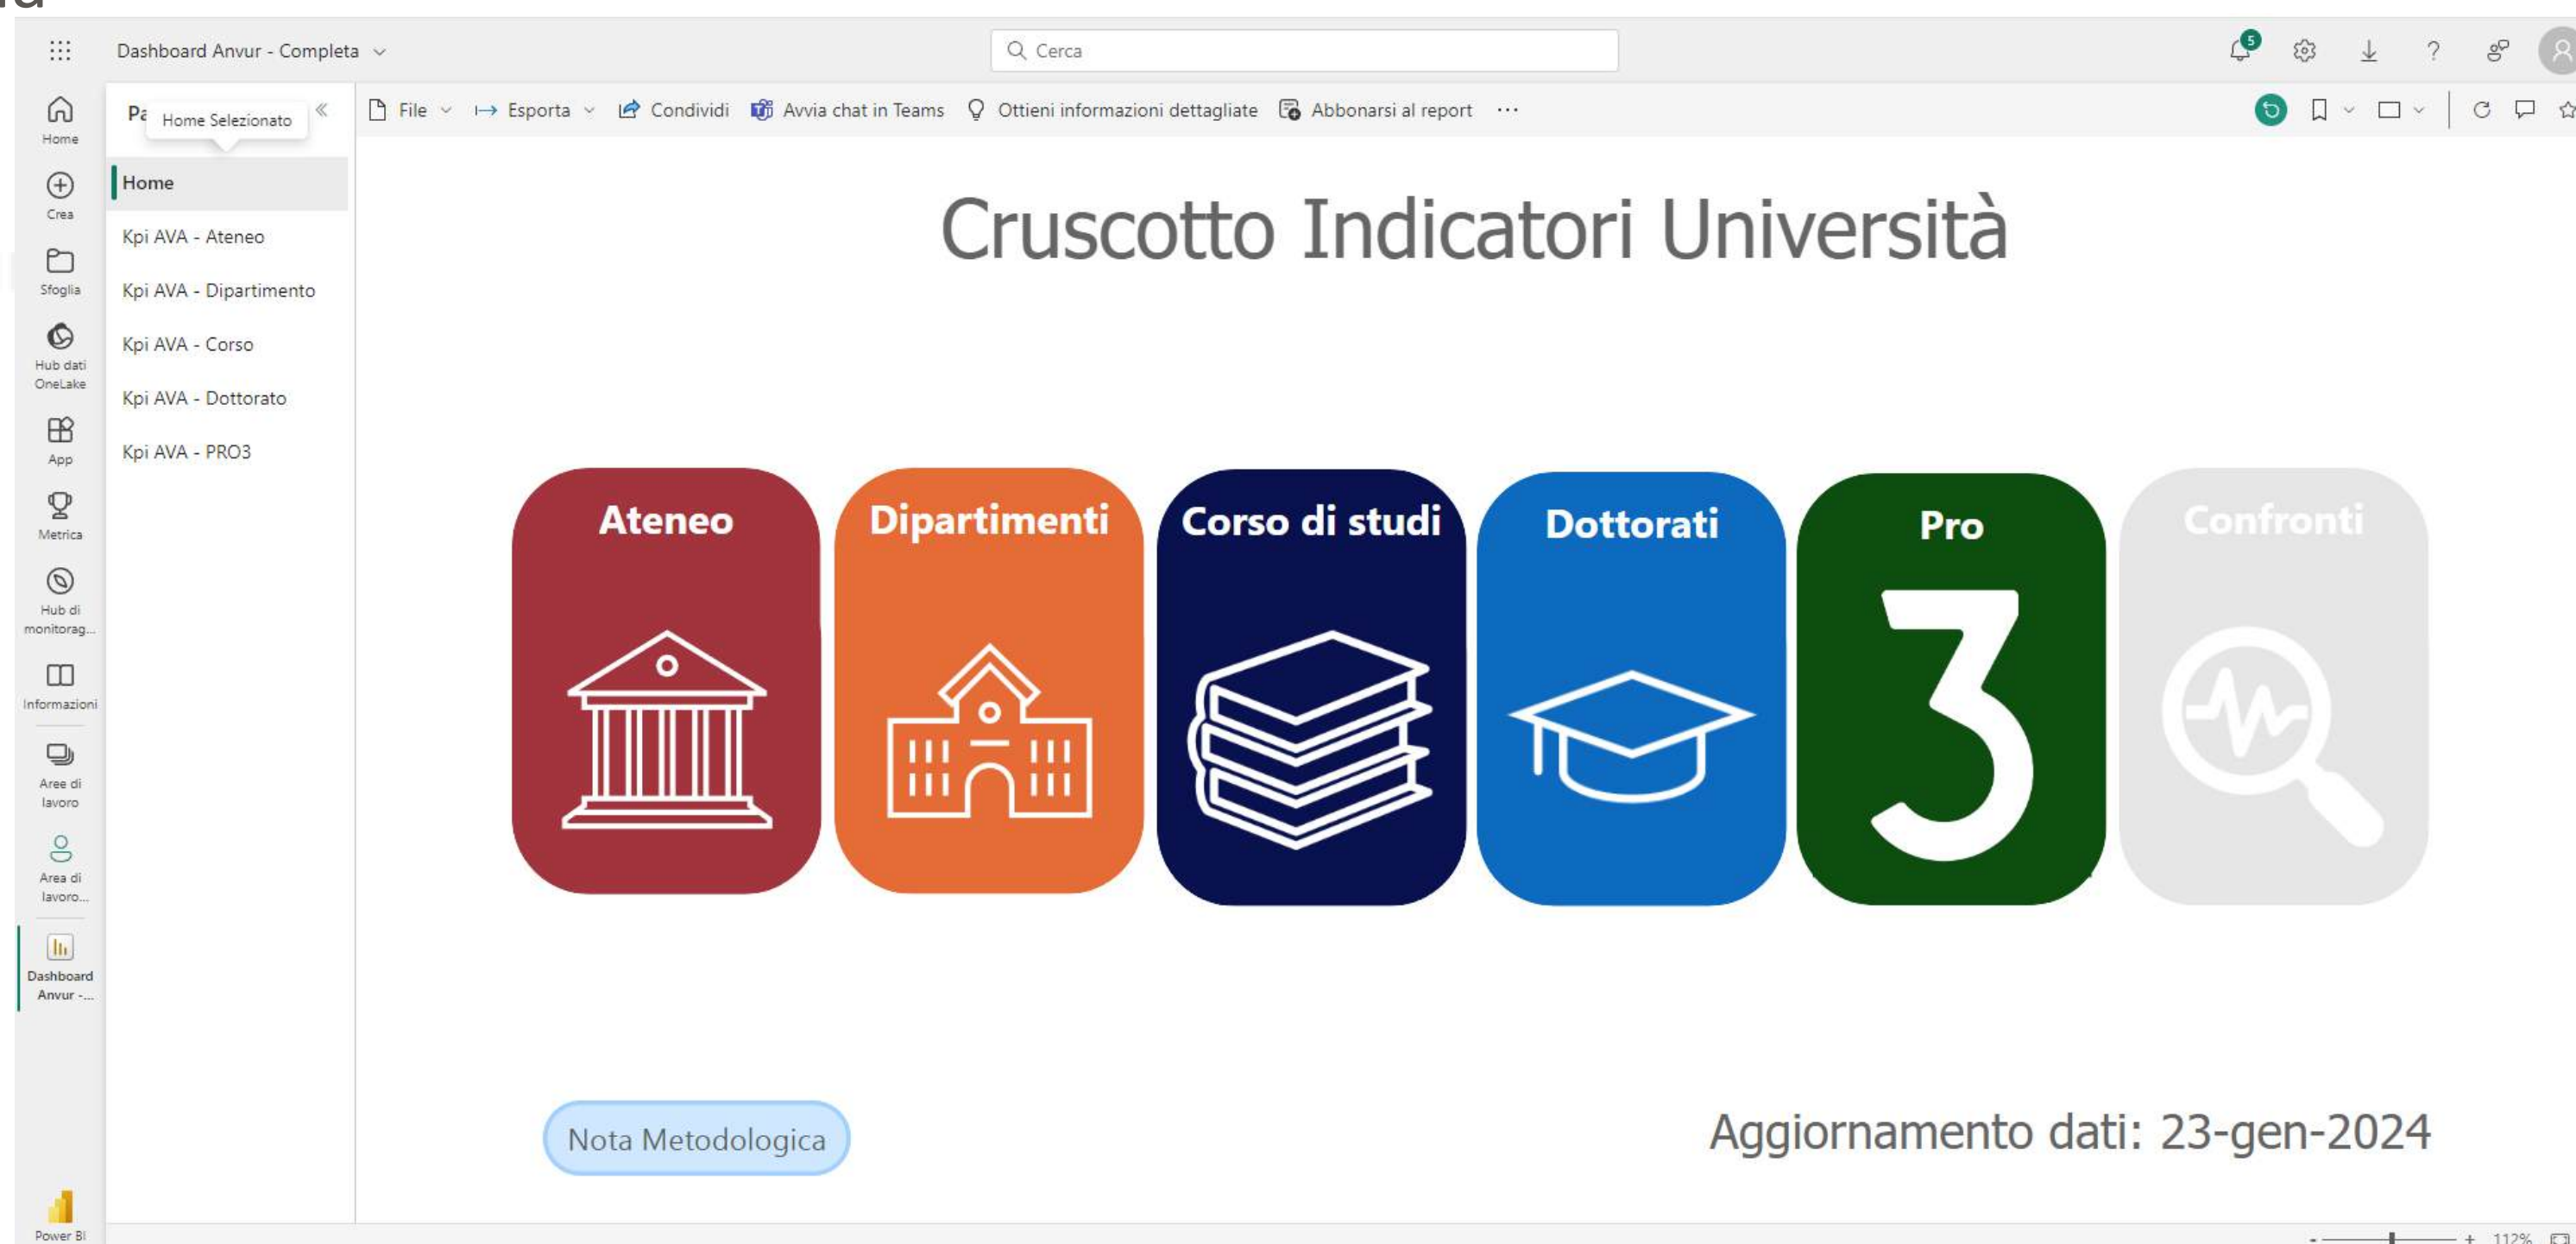 Dashboard Anvur - Completa
Cerca
5
Home
Crea
Sfoglia
Hub dati
OneLake
App
Metrica
Hub di
monitorag...
Informazioni
Aree di
lavoro
Area di
lavoro...
Dashboard
Anvur -...
Power BI
Home Selezionato
Home
Kpi AVA - Ateneo
Kpi AVA - Dipartimento
Kpi AVA - Corso
Kpi AVA - Dottorato
Kpi AVA - PRO3
File Esporta Condividi Avvia chat in Teams Ottieni informazioni dettagliate Abbonarsi al report ...
Cruscotto Indicatori Università
Ateneo
Dipartimenti
Corso di studi
Dottorati
Pro
3
Confronti
Nota Metodologica
Aggiornamento dati: 23-gen-2024
- + 112%